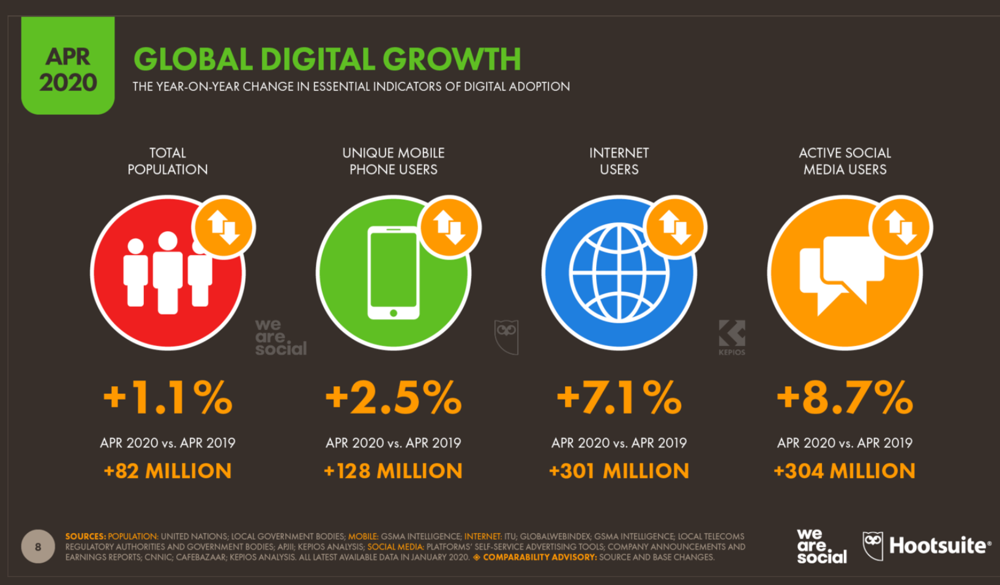 APR
2020
GLOBAL DIGITAL GROWTH
THE YEAR-ON-YEAR CHANGE IN ESSENTIAL INDICATORS OF DIGITAL ADOPTION
TOTAL
POPULATION
UNIQUE MOBILE
PHONE USERS
INTERNET
USERS
ACTIVE SOCIAL
MEDIA USERS
we
are
social
KEPIOS
+1.1%
+2.5%
+7.1%
+8.7%
APR 2020 vs. APR 2019
APR 2020 vs. APR 2019
APR 2020 vs. APR 2019
APR 2020 vs. APR 2019
+82 MILLION
+128 MILLION
+301 MILLION
+304 MILLION
8
SOURCES: POPULATION: UNITED NATIONS; LOCAL GOVERNMENT BODIES; MOBILE: GSMA INTELLIGENCE; INTERNET: ITU; GLOBALWEBINDEX; GSMA INTELLIGENCE; LOCAL TELECOMS
REGULATORY AUTHORITIES AND GOVERNMENT BODIES; APJII; KEPIOS ANALYSIS; SOCIAL MEDIA: PLATFORMS' SELF-SERVICE ADVERTISING TOOLS; COMPANY ANNOUNCEMENTS AND
EARNINGS REPORTS; CNNIC; CAFEBAZAAR; KEPIOS ANALYSIS. ALL LATEST AVAILABLE DATA IN JANUARY 2020. ◈ COMPARABILITY ADVISORY: SOURCE AND BASE CHANGES.
we
are
social
Hootsuite®